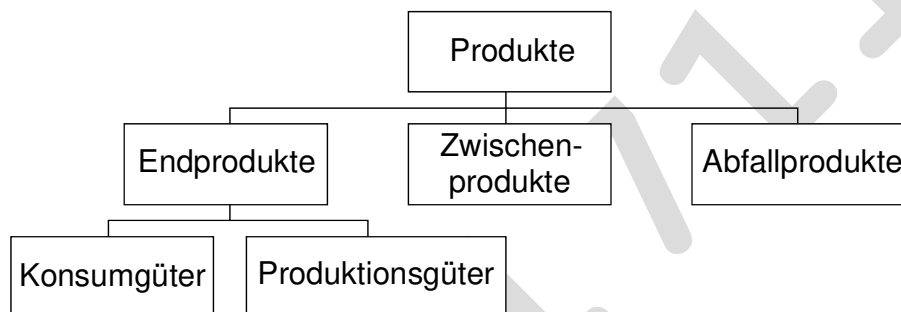 Produkte
Endprodukte
Zwischen-
produkte
Abfallprodukte
Konsumgüter
Produktionsgüter